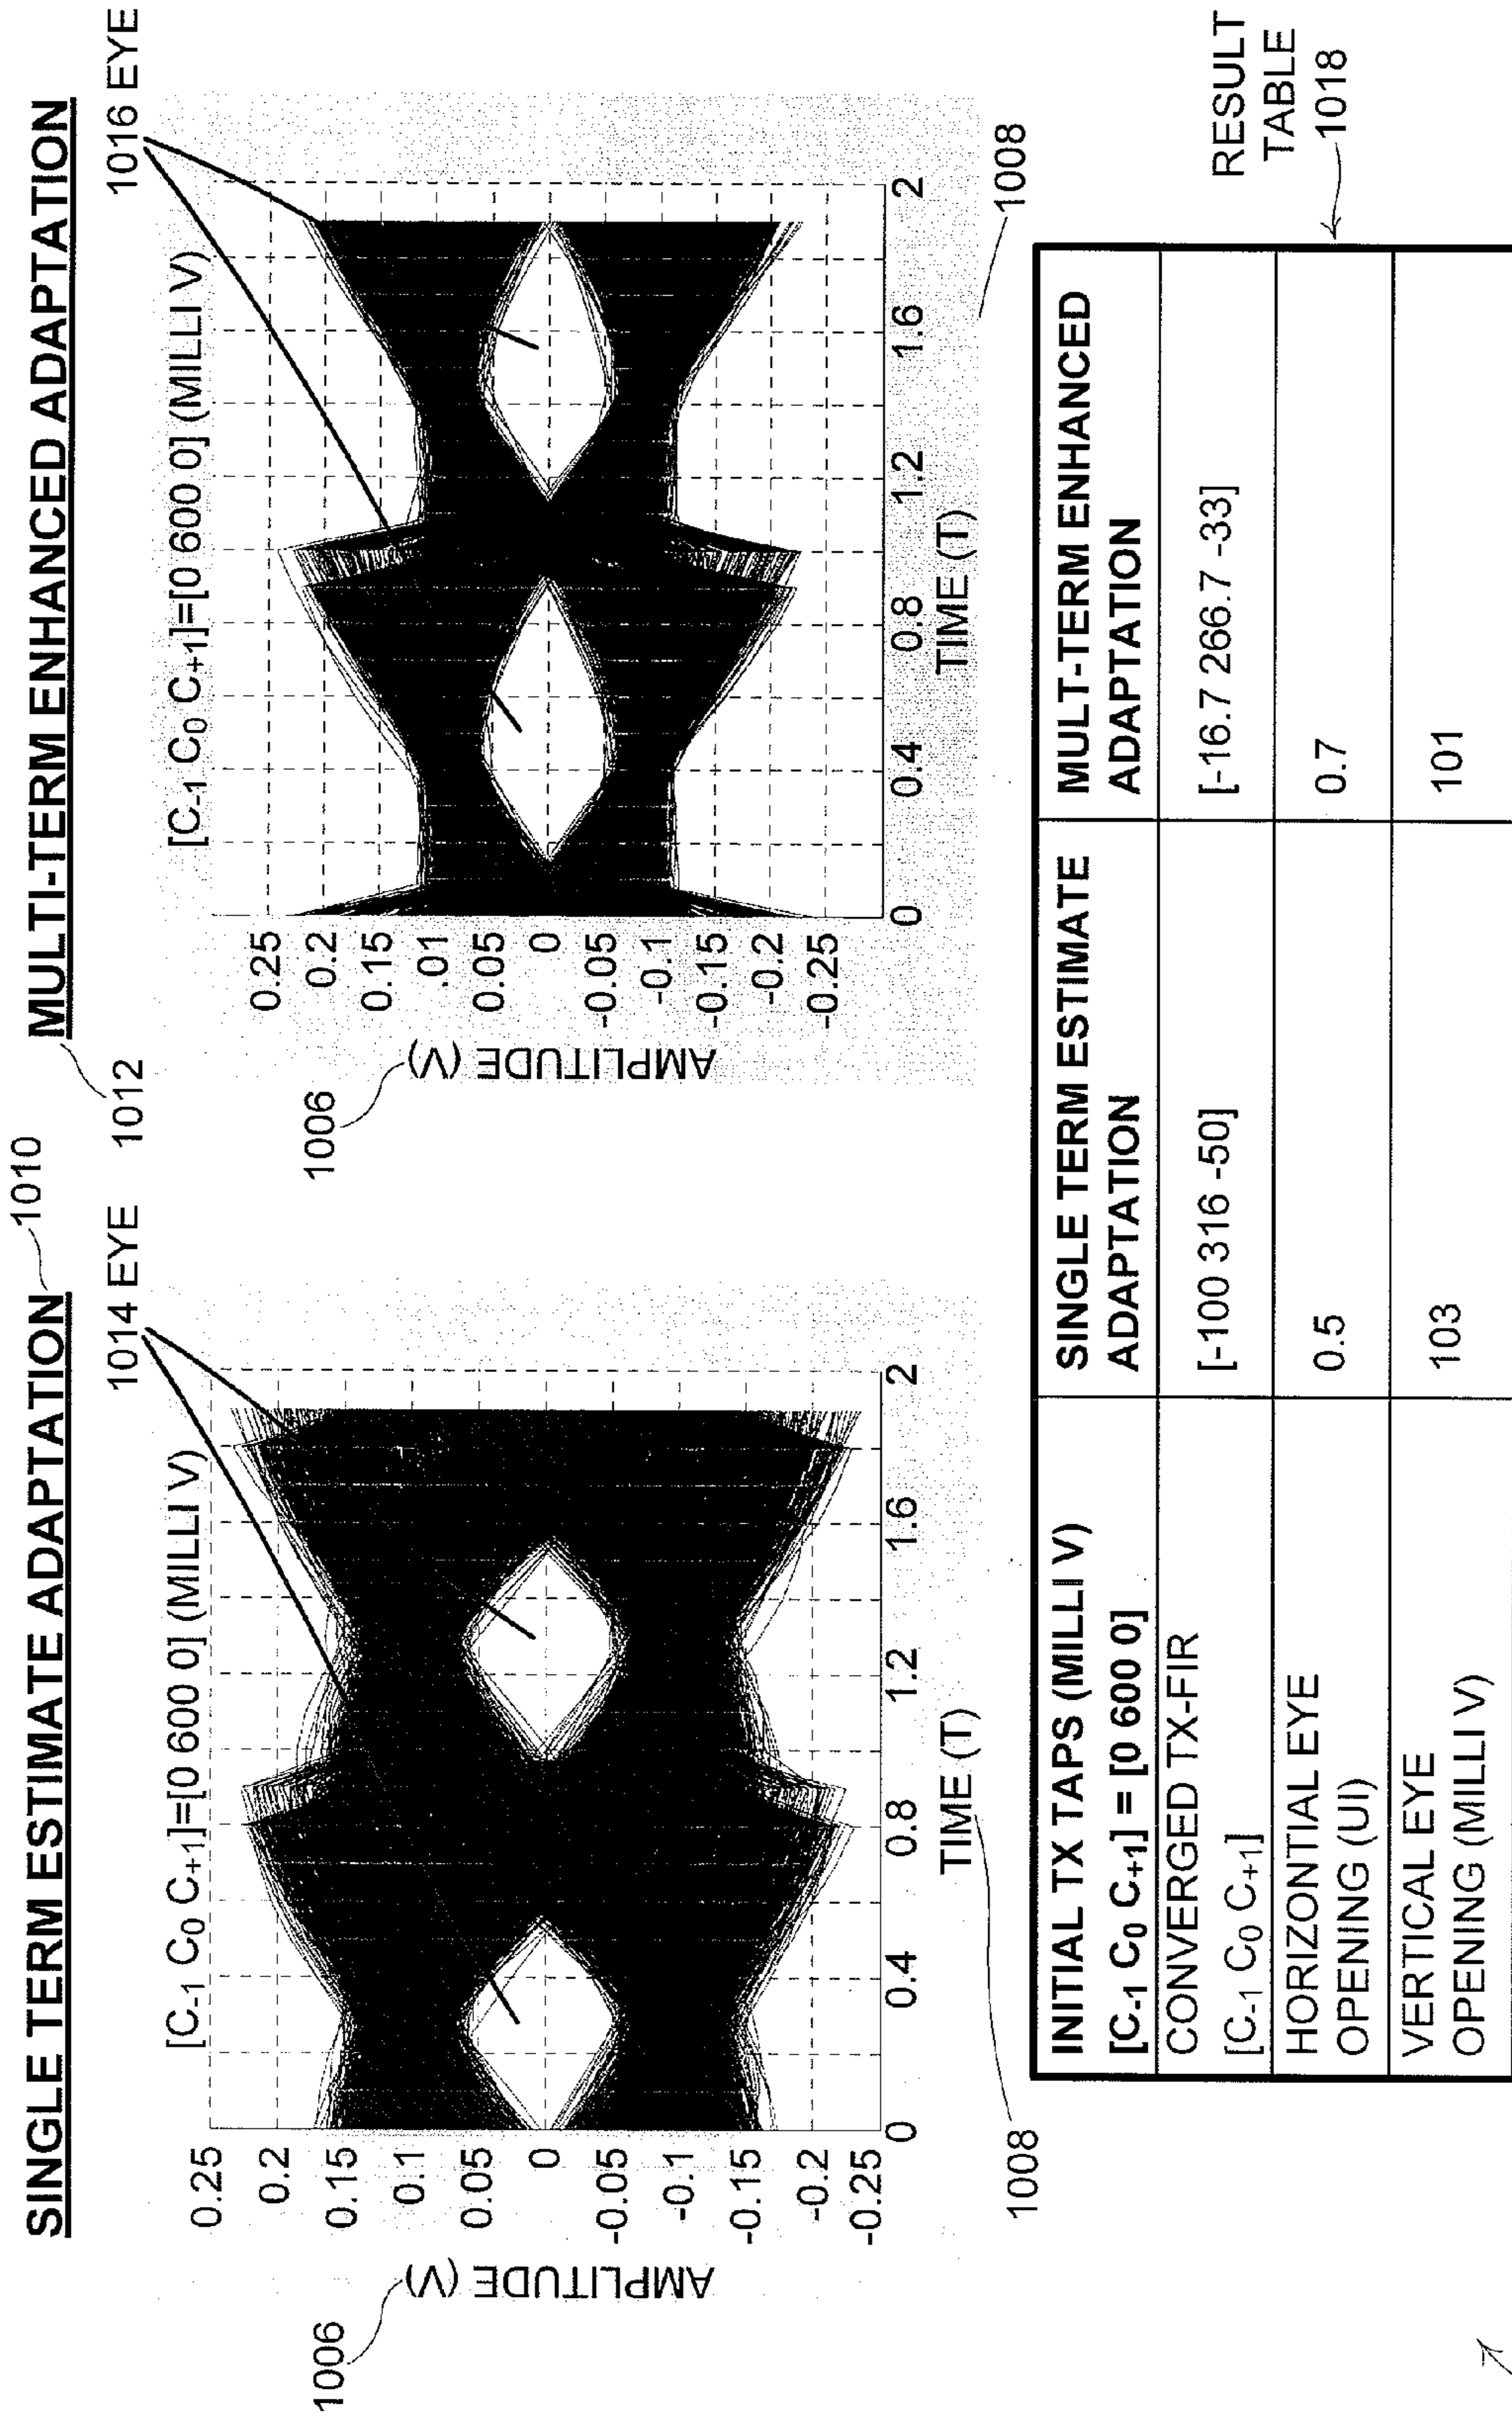 SINGLE TERM ESTIMATE ADAPTATION
1010
1014 EYE
[C-1 C0 C+1]=[0 600 0] (MILLI V)
0.25
0.2
0.15
0.1
0.05
0
-0.05
-0.1
-0.15
-0.2
-0.25
AMPLITUDE (V)
1006
0
0.4
0.8
1.2
1.6
2
TIME (T)
1008
MULTI-TERM ENHANCED ADAPTATION
1012
1016 EYE
[C-1 C0 C+1]=[0 600 0] (MILLI V)
0.25
0.2
0.15
.01
0.05
0
-0.05
-0.1
-0.15
-0.2
-0.25
AMPLITUDE (V)
1006
0
0.4
0.8
1.2
1.6
2
TIME (T)
1008
INITIAL TX TAPS (MILLI V)
[C-1 C0 C+1] = [0 600 0]
SINGLE TERM ESTIMATE
ADAPTATION
MULT-TERM ENHANCED
ADAPTATION
CONVERGED TX-FIR
[C-1 C0 C+1]
[-100 316 -50]
[-16.7 266.7 -33]
HORIZONTIAL EYE
OPENING (UI)
0.5
0.7
VERTICAL EYE
OPENING (MILLI V)
103
101
RESULT
TABLE
1018